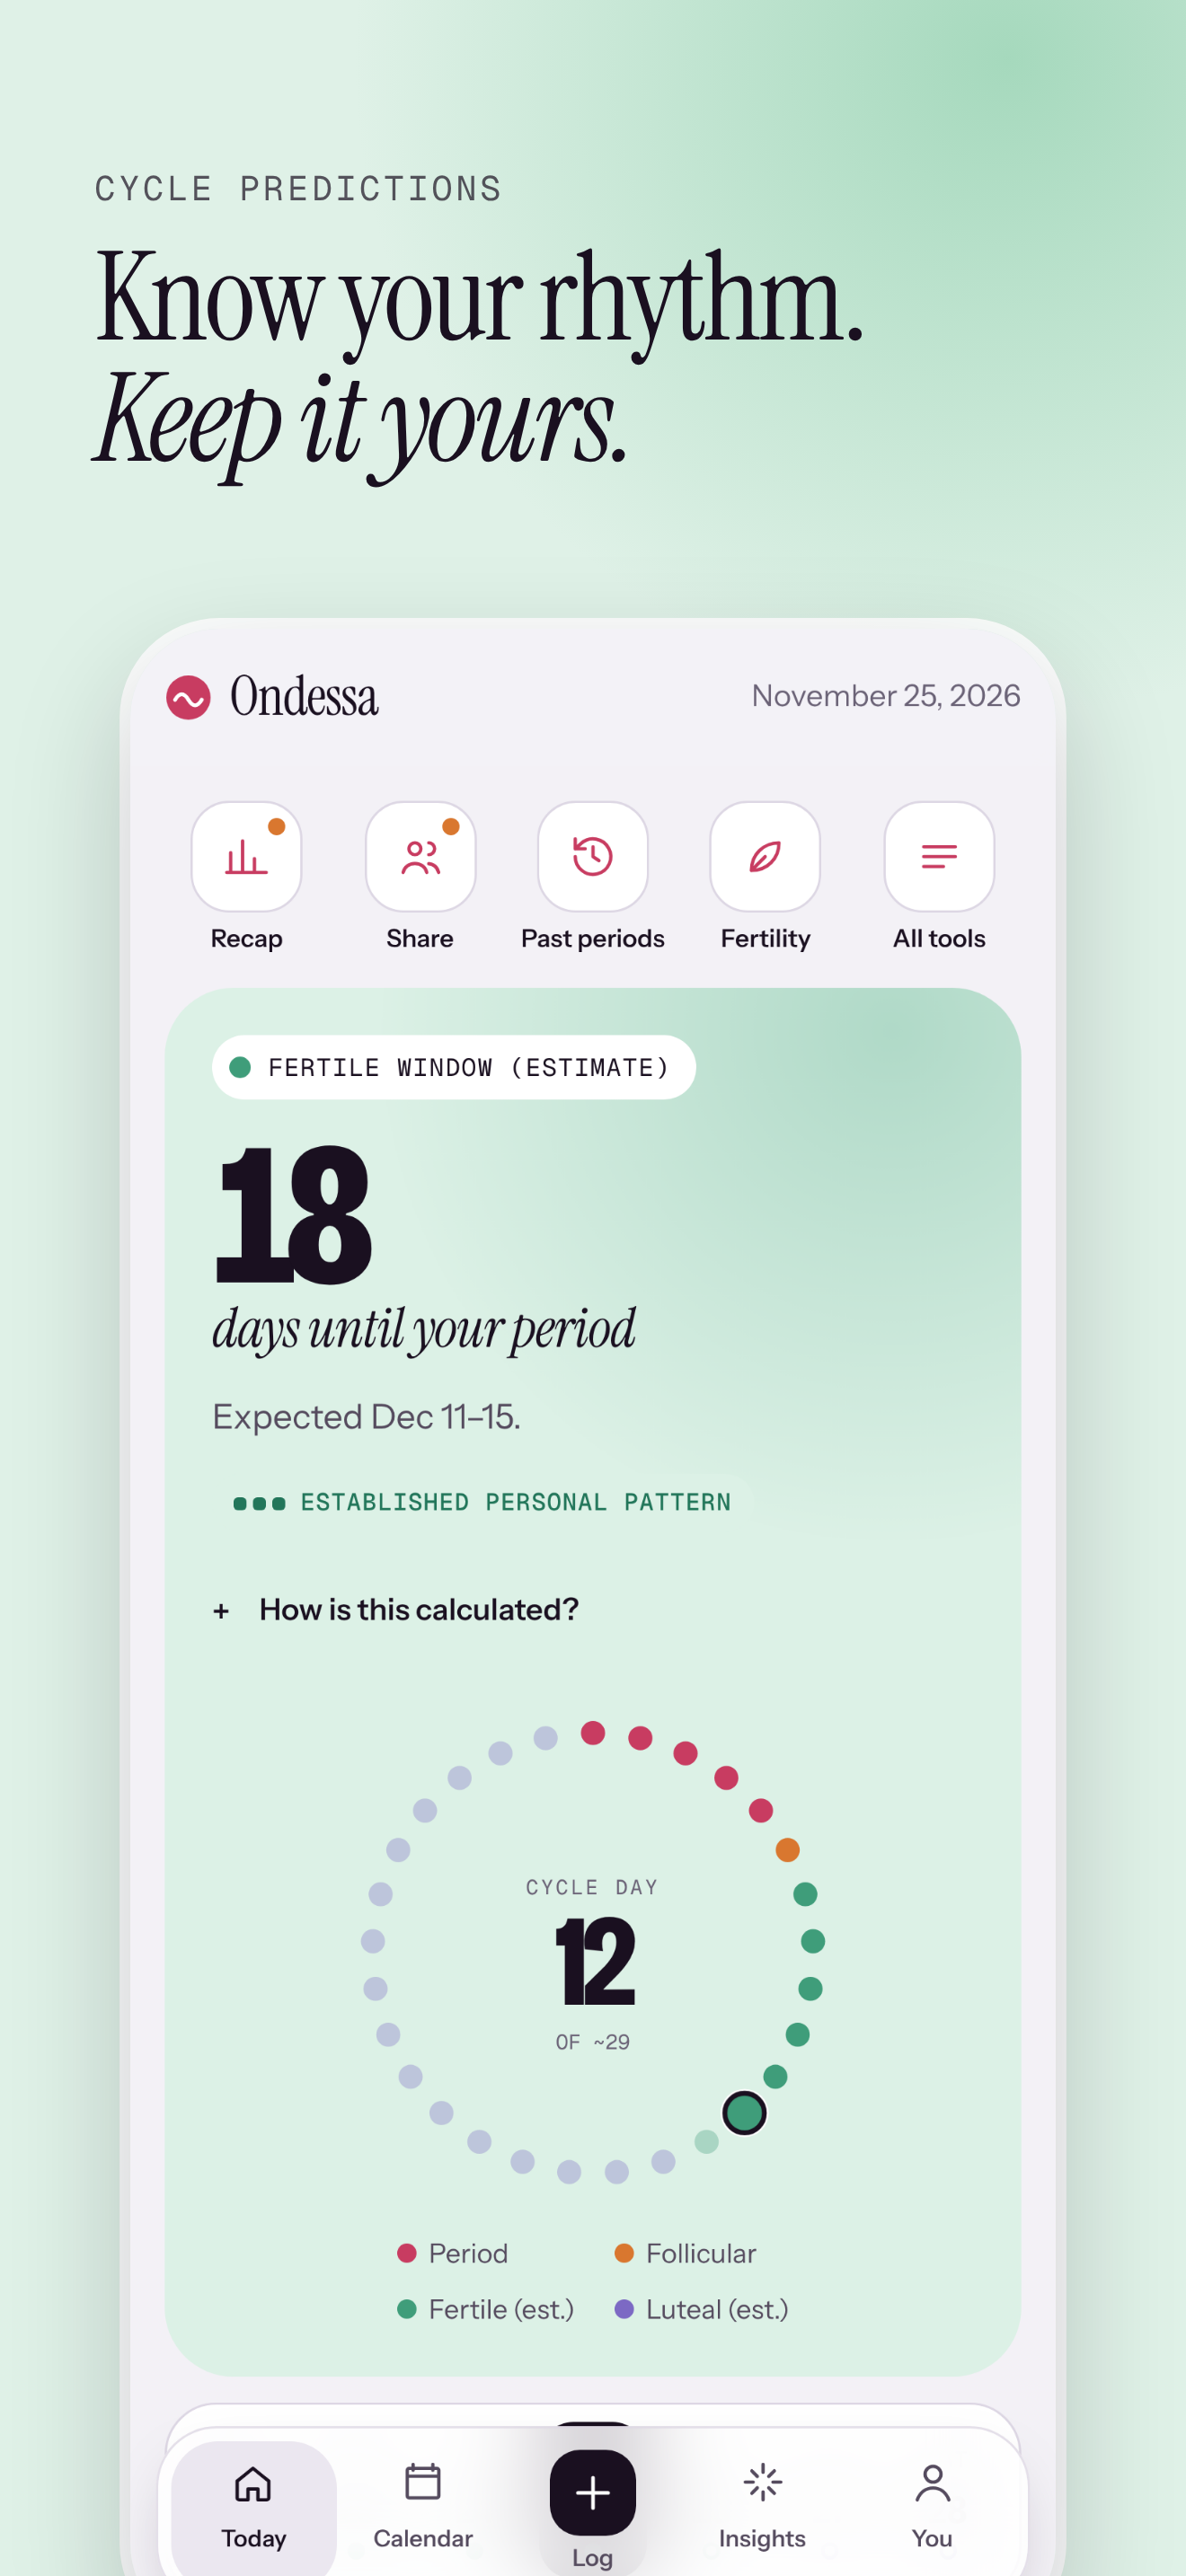 CYCLE PREDICTIONS
Know your rhythm.
Keep it yours.
Ondessa
November 25, 2026
Recap
Share
Past periods
Fertility
All tools
FERTILE WINDOW (ESTIMATE)
18
days until your period
Expected Dec 11–15.
ESTABLISHED PERSONAL PATTERN
+ How is this calculated?
CYCLE DAY
12
OF ~29
Period
Follicular
Fertile (est.)
Luteal (est.)
Today
Calendar
Log
Insights
You